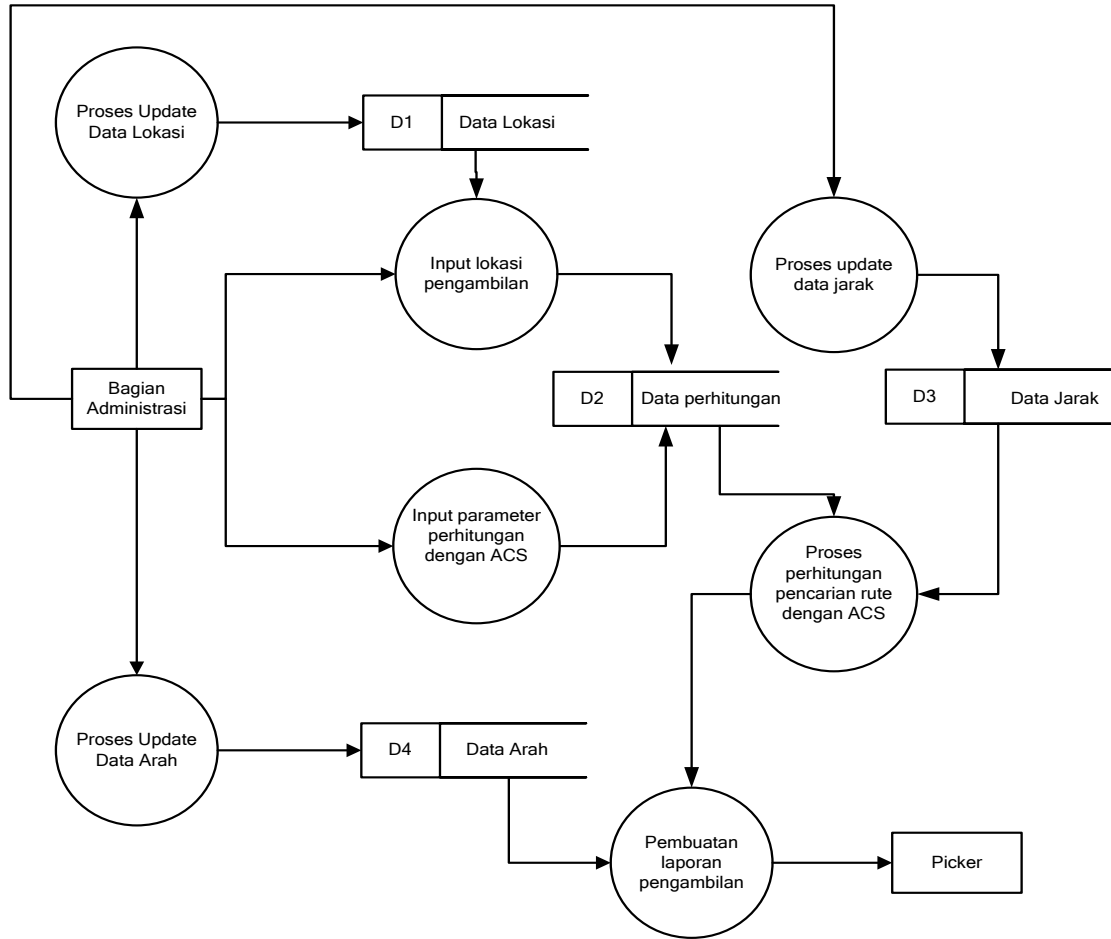 Proses Update
Data Lokasi
D1
Data Lokasi
Input lokasi
pengambilan
Proses update
data jarak
Bagian
Administrasi
D2
Data perhitungan
D3
Data Jarak
Input parameter
perhitungan
dengan ACS
Proses
perhitungan
pencarian rute
dengan ACS
Proses Update
Data Arah
D4
Data Arah
Pembuatan
laporan
pengambilan
Picker